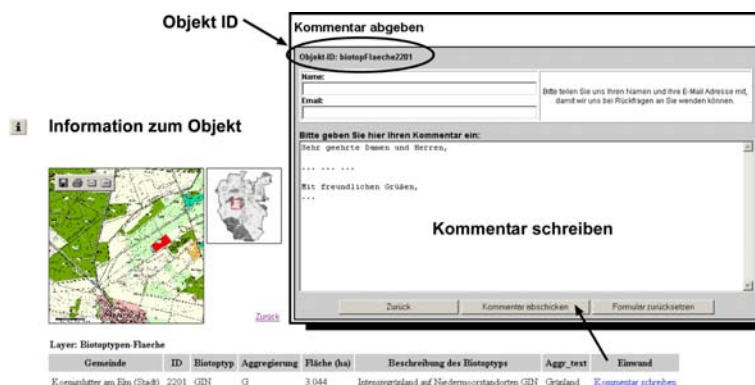 Objekt ID
Kommentar abgeben
Objekt-ID: biotopFlaeche2201
Name:
Email:
Bitte teilen Sie uns Ihren Namen und Ihre E-Mail Adresse mit,
damit wir uns bei Rückfragen an Sie wenden können.
i Information zum Objekt
Bitte geben Sie hier Ihren Kommentar ein:
Sehr geehrte Damen und Herren,
... ... ...
Mit freundlichen Grüßen,
...
Kommentar schreiben
Zurück Kommentar abschicken Formular zurücksetzen
Zurück
Layer: Biotoptypen-Flaeche
Gemeinde ID Biotoptyp Aggregierung Fläche (ha) Beschreibung des Biotoptyps Aggr_text Einwand
Koenigslutter am Elm (Stadt) 2201 GIN G 3.044 Intensivgrünland auf Niedermoorstandorten GIN Grünland Kommentar schreiben